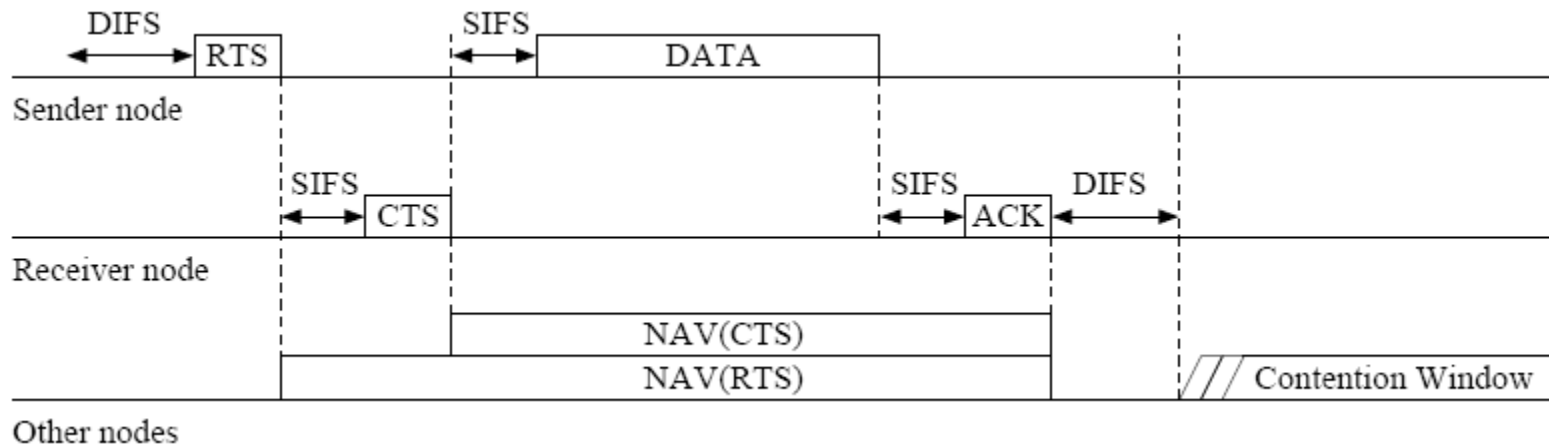 DIFS SIFS
RTS DATA
Sender node
SIFS SIFS DIFS
CTS ACK
Receiver node
NAV(CTS)
NAV(RTS) Contention Window
Other nodes